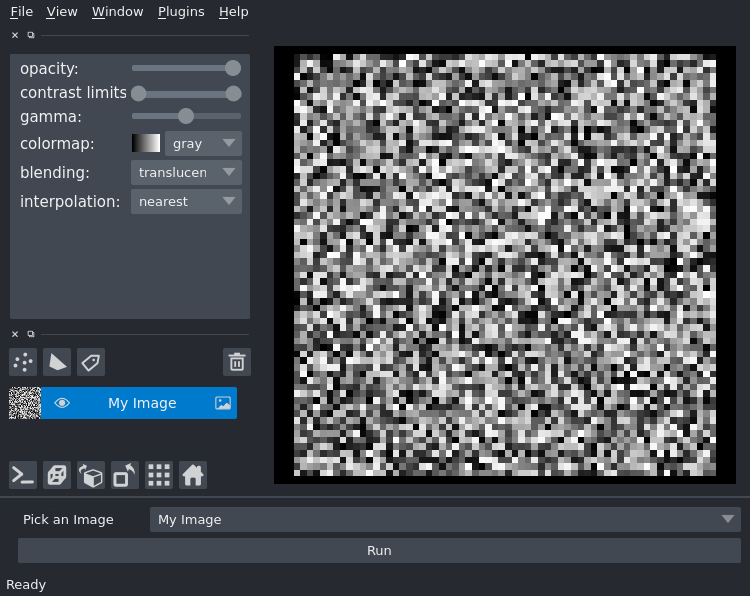 File View Window Plugins Help
opacity:
contrast limits
gamma:
colormap: gray
blending: translucen
interpolation: nearest
My Image
Pick an Image My Image
Run
Ready